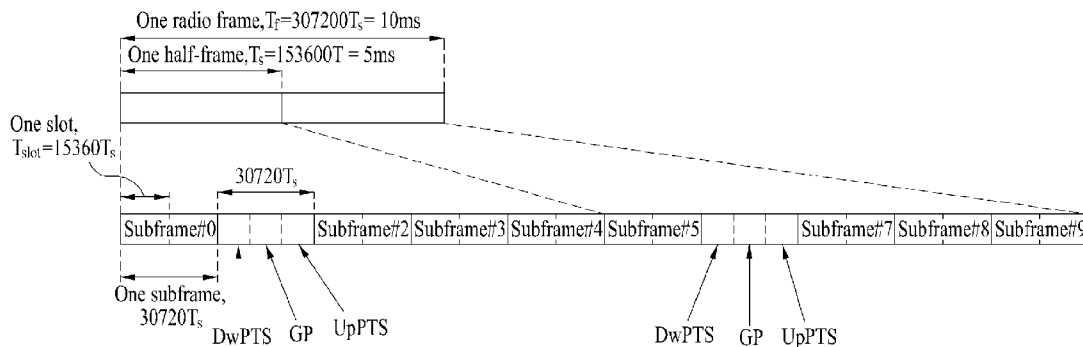 One radio frame,Tf=307200Ts= 10ms
One half-frame,Ts=153600T = 5ms
One slot,
Tslot=15360Ts
30720Ts
Subframe#0 Subframe#2 Subframe#3 Subframe#4 Subframe#5 Subframe#7 Subframe#8 Subframe#9
One subframe,
30720Ts
DwPTS GP UpPTS DwPTS GP UpPTS